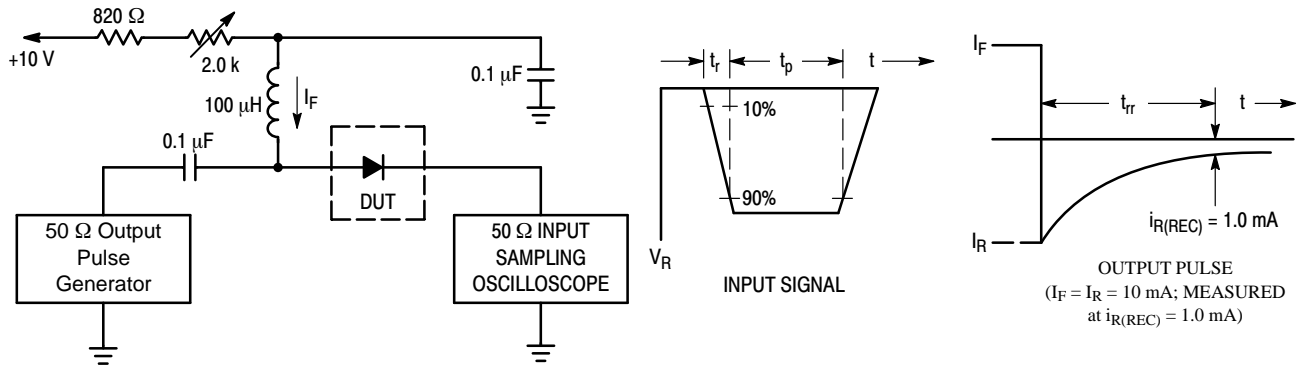 820 Ω
+10 V
2.0 k
100 μH
I_F
0.1 μF
0.1 μF
DUT
50 Ω Output
Pulse
Generator
50 Ω INPUT
SAMPLING
OSCILLOSCOPE
t_r
t_p
t
10%
90%
V_R
INPUT SIGNAL
I_F
t_rr
t
I_R
i_R(REC) = 1.0 mA
OUTPUT PULSE
(I_F = I_R = 10 mA; MEASURED
at i_R(REC) = 1.0 mA)